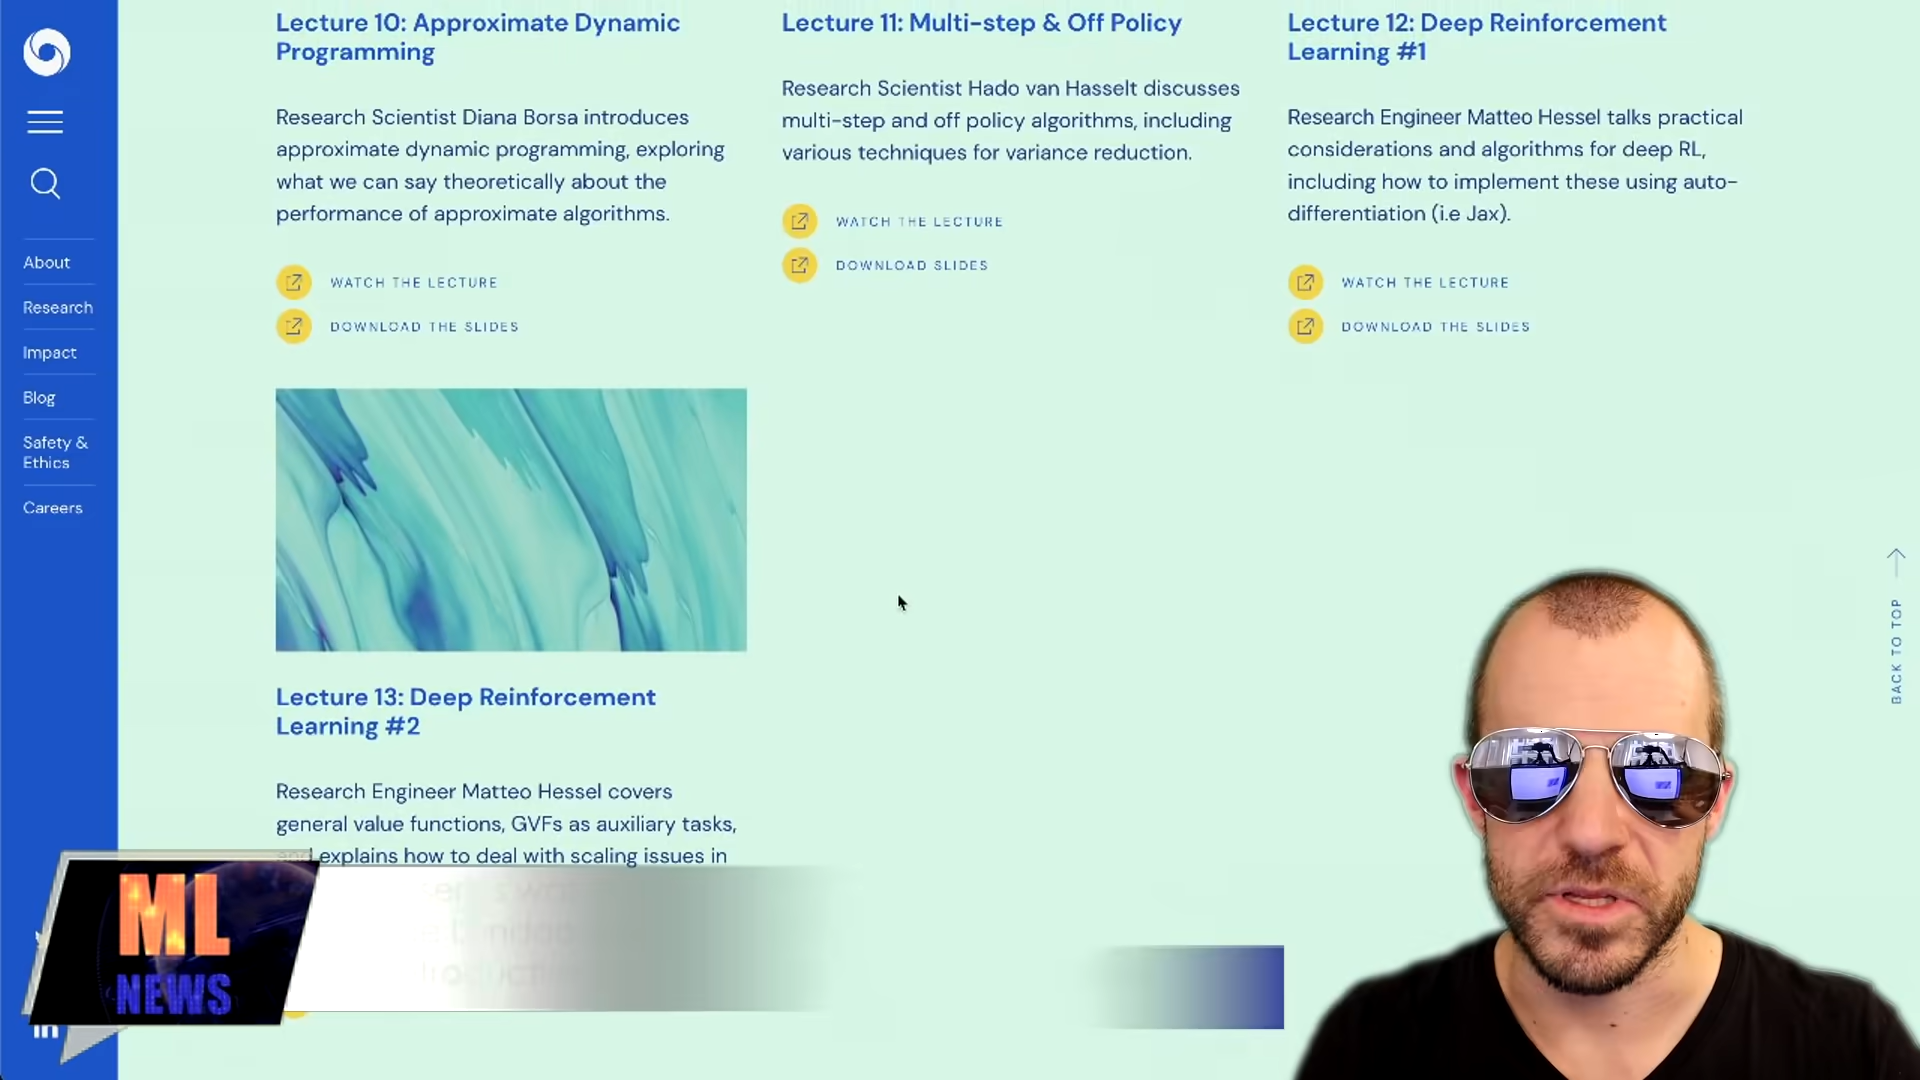 About
Research
Impact
Blog
Safety &
Ethics
Careers
Lecture 10: Approximate Dynamic
Programming
Research Scientist Diana Borsa introduces
approximate dynamic programming, exploring
what we can say theoretically about the
performance of approximate algorithms.
WATCH THE LECTURE
DOWNLOAD THE SLIDES
Lecture 11: Multi-step & Off Policy
Research Scientist Hado van Hasselt discusses
multi-step and off policy algorithms, including
various techniques for variance reduction.
WATCH THE LECTURE
DOWNLOAD SLIDES
Lecture 12: Deep Reinforcement
Learning #1
Research Engineer Matteo Hessel talks practical
considerations and algorithms for deep RL,
including how to implement these using auto-
differentiation (i.e Jax).
WATCH THE LECTURE
DOWNLOAD THE SLIDES
Lecture 13: Deep Reinforcement
Learning #2
Research Engineer Matteo Hessel covers
general value functions, GVFs as auxiliary tasks,
and explains how to deal with scaling issues in
BACK TO TOP
ML
NEWS
in